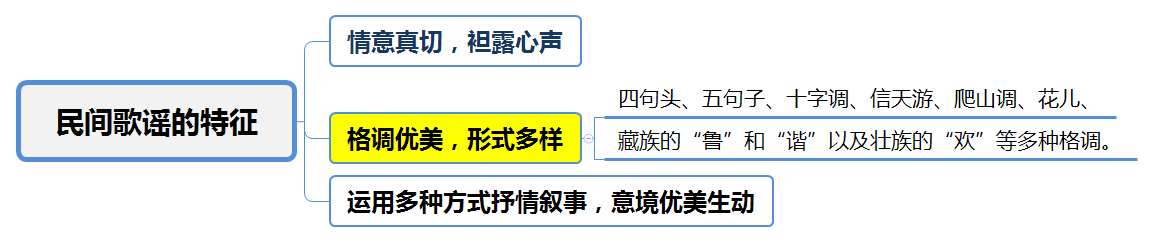 民间歌谣的特征
情意真切，袒露心声
格调优美，形式多样
四句头、五句子、十字调、信天游、爬山调、花儿、
藏族的“鲁”和“谐”以及壮族的“欢”等多种格调。
运用多种方式抒情叙事，意境优美生动